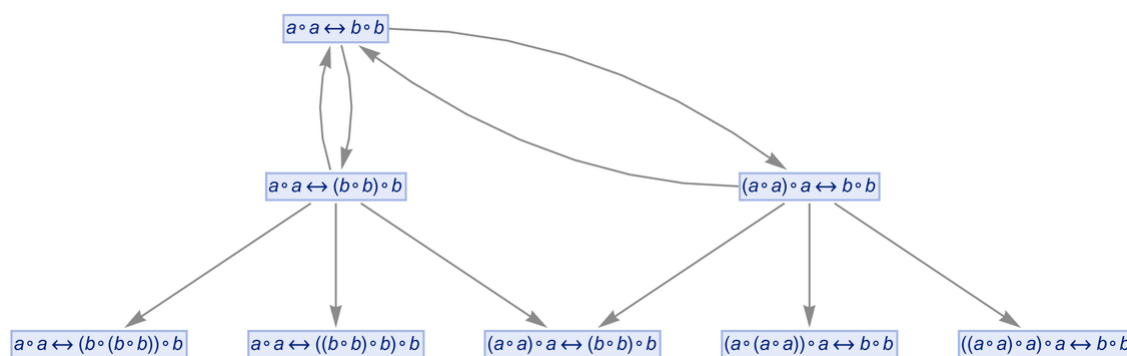 a∘a↔b∘b
a∘a↔(b∘b)∘b
(a∘a)∘a↔b∘b
a∘a↔(b∘(b∘b))∘b
a∘a↔((b∘b)∘b)∘b
(a∘a)∘a↔(b∘b)∘b
(a∘(a∘a))∘a↔b∘b
((a∘a)∘a)∘a↔b∘b